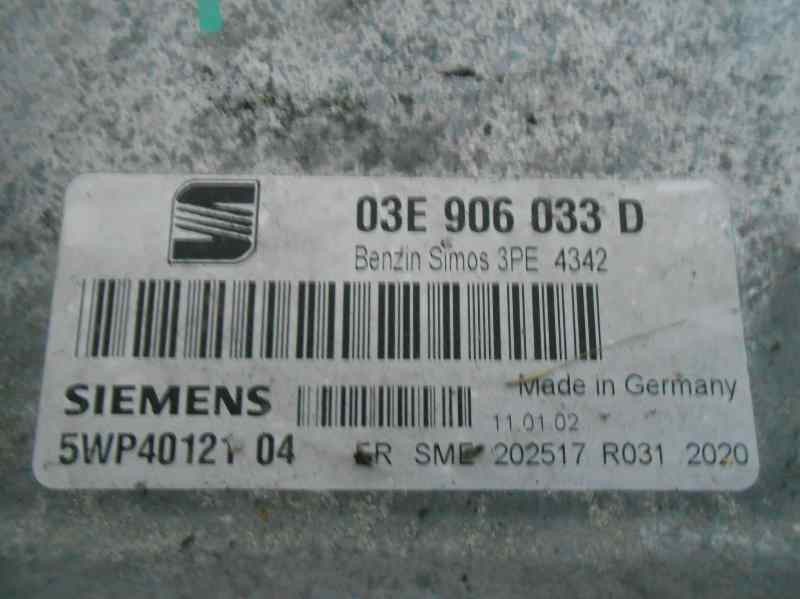 03E 906 033 D
Benzin Simos 3PE 4342
SIEMENS
Made in Germany
11.01.02
5WP40121 04 ER SME 202517 R031 2020